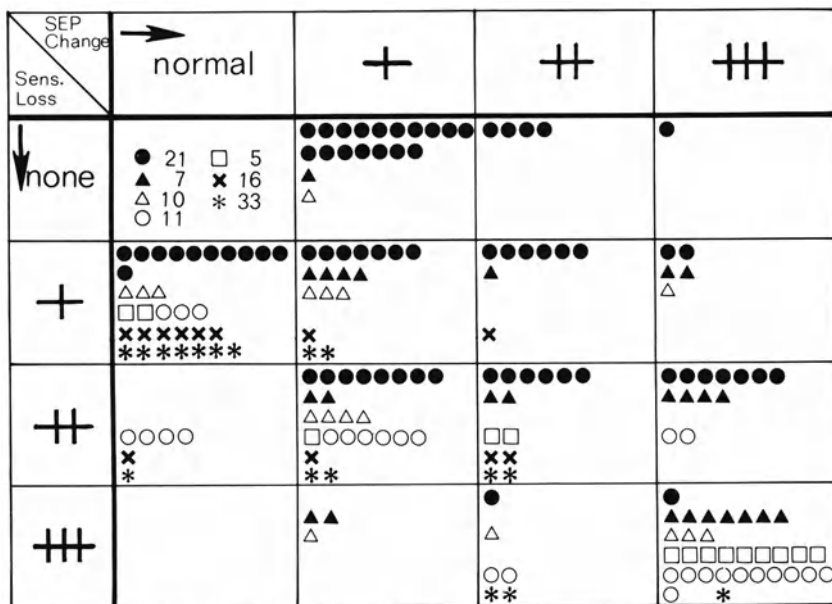 SEP
Change
Sens.
Loss
normal
+
++
+++
none
● 21 □ 5
▲ 7 × 16
△ 10 * 33
○ 11
+
++
+++